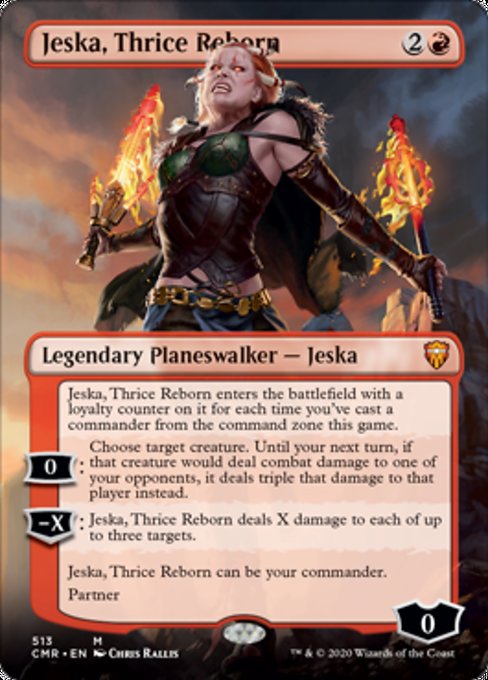 Jeska, Thrice Reborn 2
Legendary Planeswalker — Jeska
Jeska, Thrice Reborn enters the battlefield with a
loyalty counter on it for each time you've cast a
commander from the command zone this game.
0 : Choose target creature. Until your next turn, if
that creature would deal combat damage to one of
your opponents, it deals triple that damage to that
player instead.
−X : Jeska, Thrice Reborn deals X damage to each of up
to three targets.
Jeska, Thrice Reborn can be your commander.
Partner
0
513 M
CMR • EN Chris Rallis
™ & © 2020 Wizards of the Coast